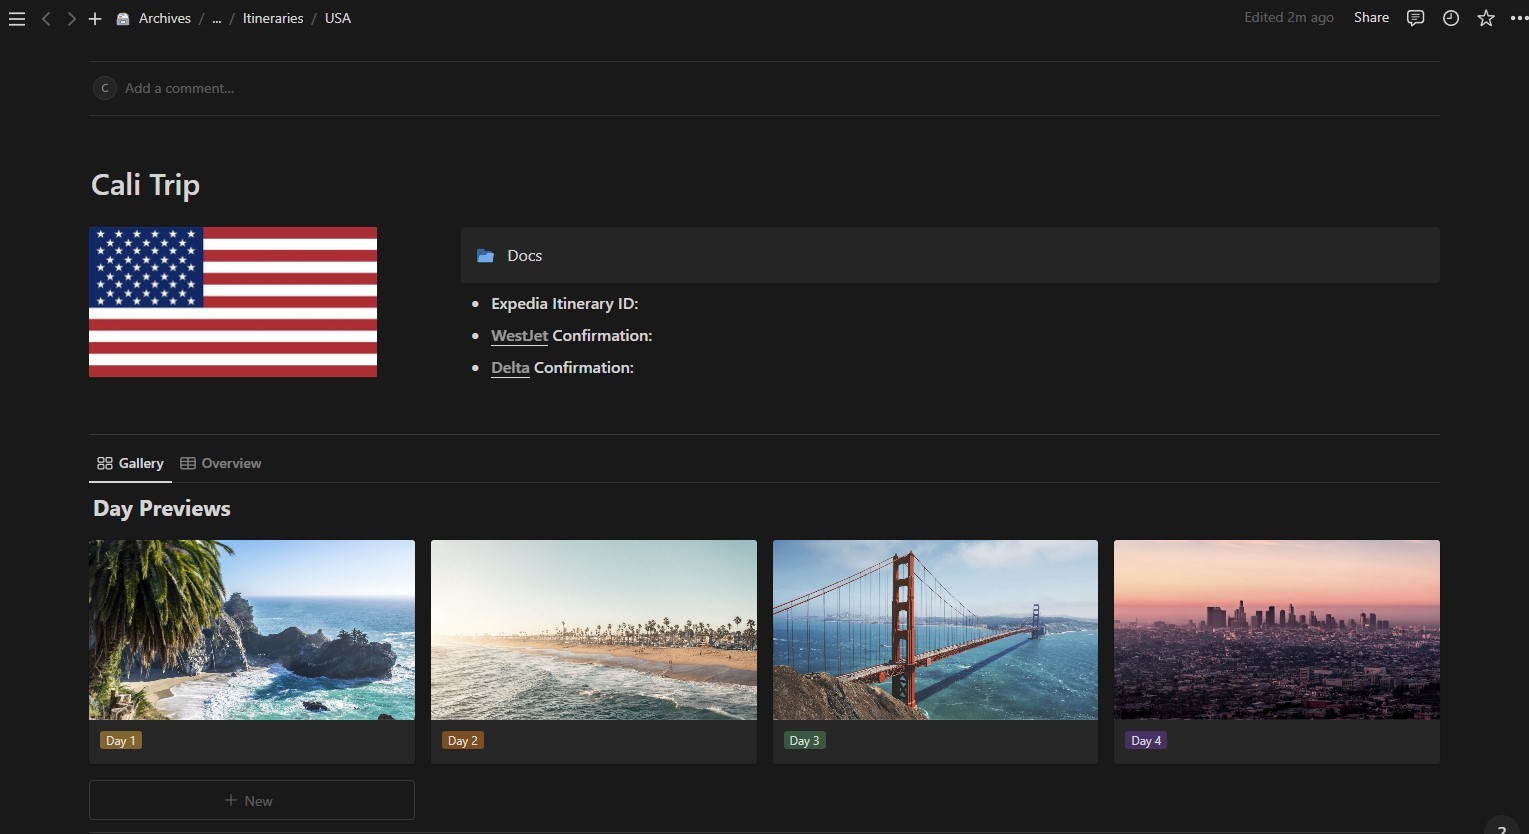 Archives / ... / Itineraries / USA
Edited 2m ago Share
C Add a comment...
Cali Trip
Docs
Expedia Itinerary ID:
WestJet Confirmation:
Delta Confirmation:
Gallery Overview
Day Previews
Day 1
Day 2
Day 3
Day 4
+ New
?